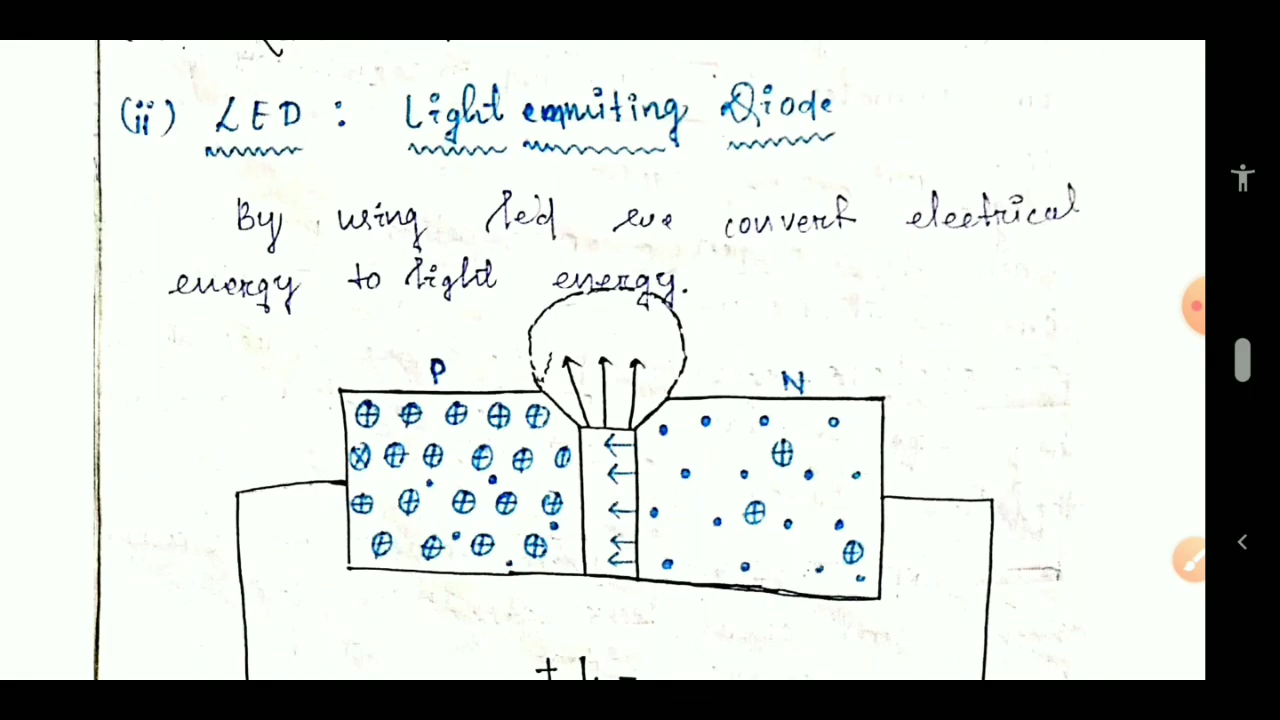 (ii) LED : Light emmiting Diode
By using led we convert electrical
energy to light energy.
P
N
+ -